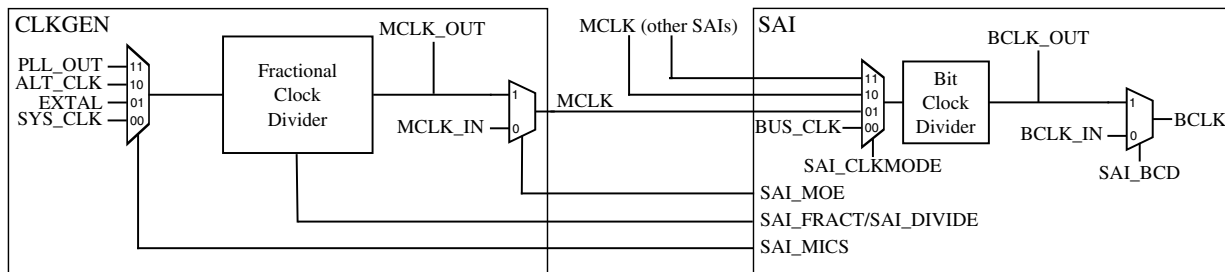 CLKGEN
PLL_OUT
ALT_CLK
EXTAL
SYS_CLK
11
10
01
00
Fractional
Clock
Divider
MCLK_OUT
MCLK_IN
1
0
MCLK
MCLK (other SAIs)
SAI
BUS_CLK
11
10
01
00
SAI_CLKMODE
Bit
Clock
Divider
BCLK_OUT
BCLK_IN
1
0
BCLK
SAI_BCD
SAI_MOE
SAI_FRACT/SAI_DIVIDE
SAI_MICS